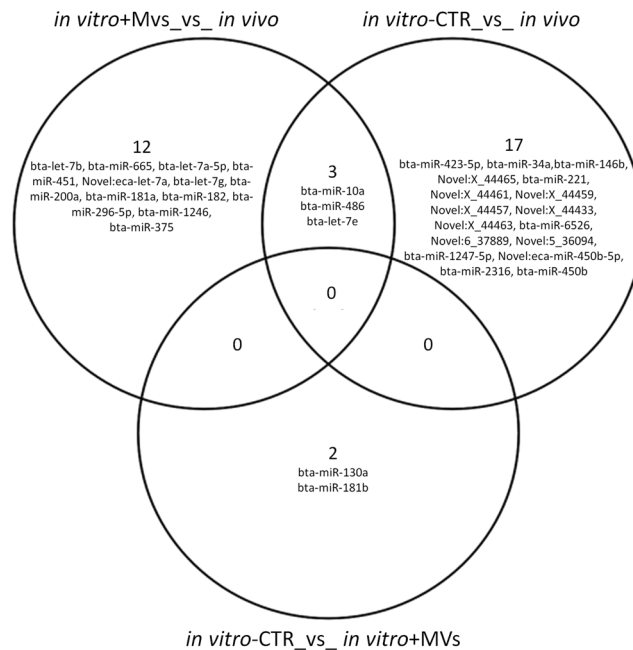 in vitro+Mvs_vs_ in vivo
in vitro-CTR_vs_ in vivo
12
bta-let-7b, bta-miR-665, bta-let-7a-5p, bta-
miR-451, Novel:eca-let-7a, bta-let-7g, bta-
miR-200a, bta-miR-181a, bta-miR-182, bta-
miR-296-5p, bta-miR-1246,
bta-miR-375
3
bta-miR-10a
bta-miR-486
bta-let-7e
17
bta-miR-423-5p, bta-miR-34a,bta-miR-146b,
Novel:X_44465, bta-miR-221,
Novel:X_44461, Novel:X_44459,
Novel:X_44457, Novel:X_44433,
Novel:X_44463, bta-miR-6526,
Novel:6_37889, Novel:5_36094,
bta-miR-1247-5p, Novel:eca-miR-450b-5p,
bta-miR-2316, bta-miR-450b
0
0
0
2
bta-miR-130a
bta-miR-181b
in vitro-CTR_vs_ in vitro+MVs